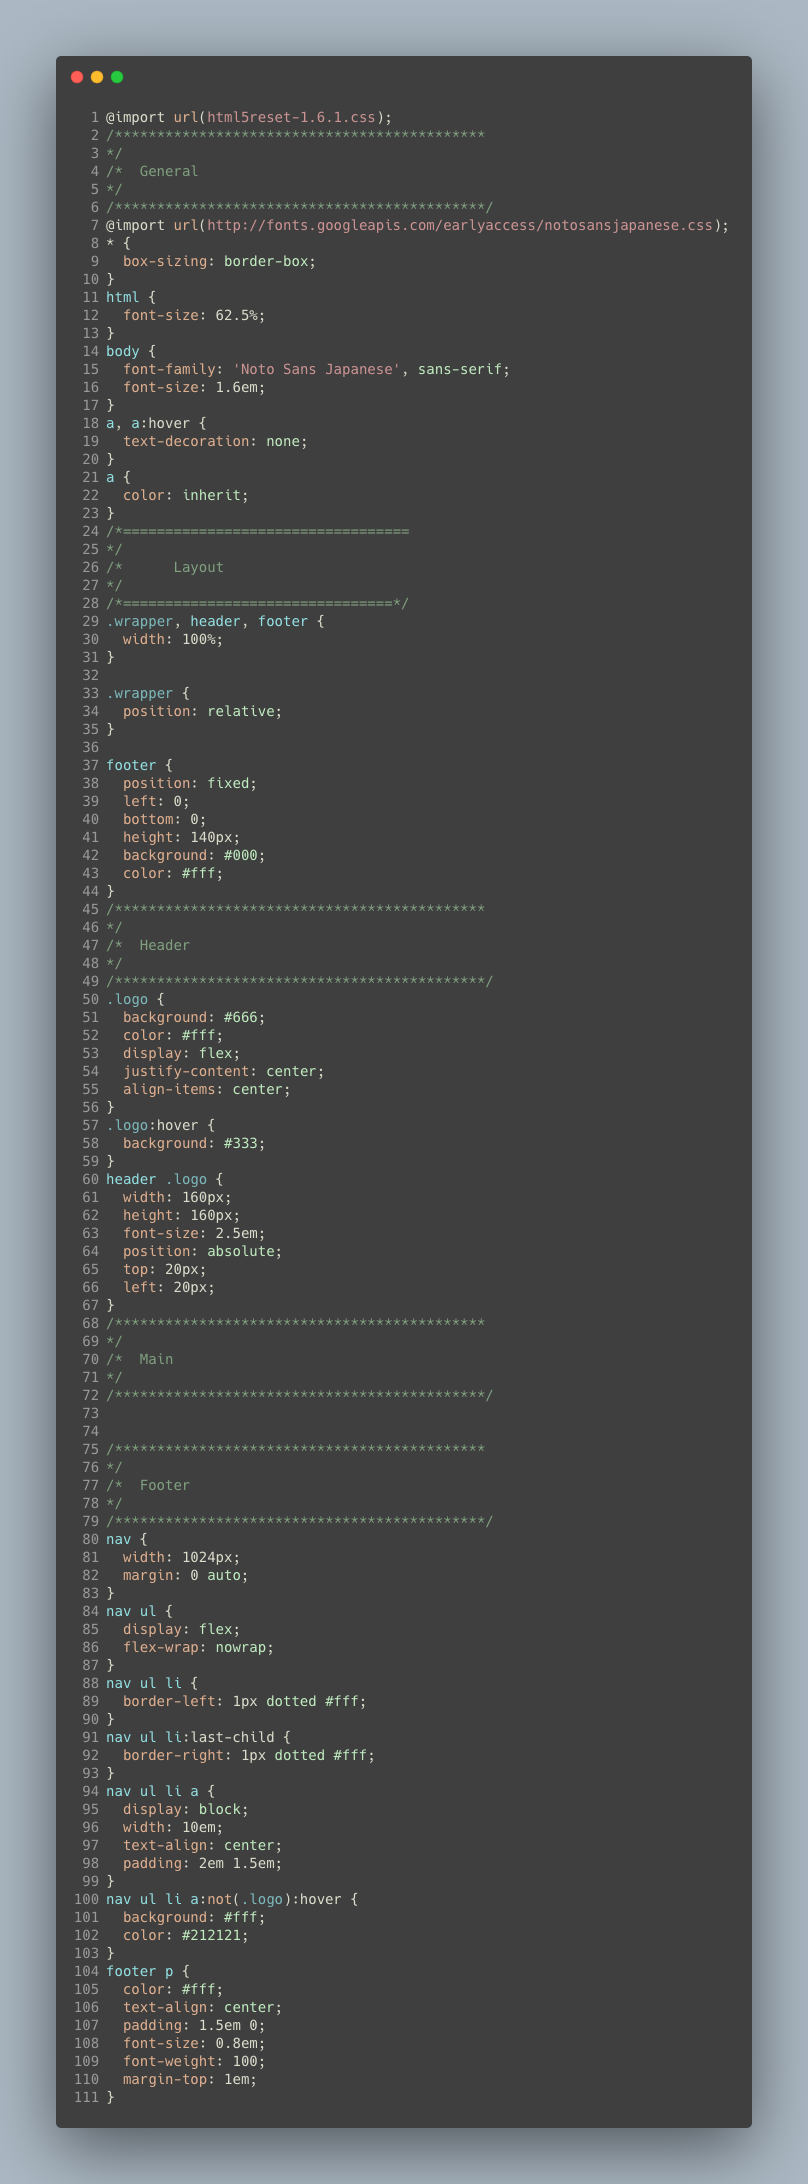 1 @import url(html5reset-1.6.1.css);
2 /********************************************
3 */
4 /*  General
5 */
6 /********************************************/
7 @import url(http://fonts.googleapis.com/earlyaccess/notosansjapanese.css);
8 * {
9   box-sizing: border-box;
10 }
11 html {
12   font-size: 62.5%;
13 }
14 body {
15   font-family: 'Noto Sans Japanese', sans-serif;
16   font-size: 1.6em;
17 }
18 a, a:hover {
19   text-decoration: none;
20 }
21 a {
22   color: inherit;
23 }
24 /*==================================
25 */
26 /*      Layout
27 */
28 /*================================*/
29 .wrapper, header, footer {
30   width: 100%;
31 }
32
33 .wrapper {
34   position: relative;
35 }
36
37 footer {
38   position: fixed;
39   left: 0;
40   bottom: 0;
41   height: 140px;
42   background: #000;
43   color: #fff;
44 }
45 /********************************************
46 */
47 /*  Header
48 */
49 /********************************************/
50 .logo {
51   background: #666;
52   color: #fff;
53   display: flex;
54   justify-content: center;
55   align-items: center;
56 }
57 .logo:hover {
58   background: #333;
59 }
60 header .logo {
61   width: 160px;
62   height: 160px;
63   font-size: 2.5em;
64   position: absolute;
65   top: 20px;
66   left: 20px;
67 }
68 /********************************************
69 */
70 /*  Main
71 */
72 /********************************************/
73
74
75 /********************************************
76 */
77 /*  Footer
78 */
79 /********************************************/
80 nav {
81   width: 1024px;
82   margin: 0 auto;
83 }
84 nav ul {
85   display: flex;
86   flex-wrap: nowrap;
87 }
88 nav ul li {
89   border-left: 1px dotted #fff;
90 }
91 nav ul li:last-child {
92   border-right: 1px dotted #fff;
93 }
94 nav ul li a {
95   display: block;
96   width: 10em;
97   text-align: center;
98   padding: 2em 1.5em;
99 }
100 nav ul li a:not(.logo):hover {
101   background: #fff;
102   color: #212121;
103 }
104 footer p {
105   color: #fff;
106   text-align: center;
107   padding: 1.5em 0;
108   font-size: 0.8em;
109   font-weight: 100;
110   margin-top: 1em;
111 }